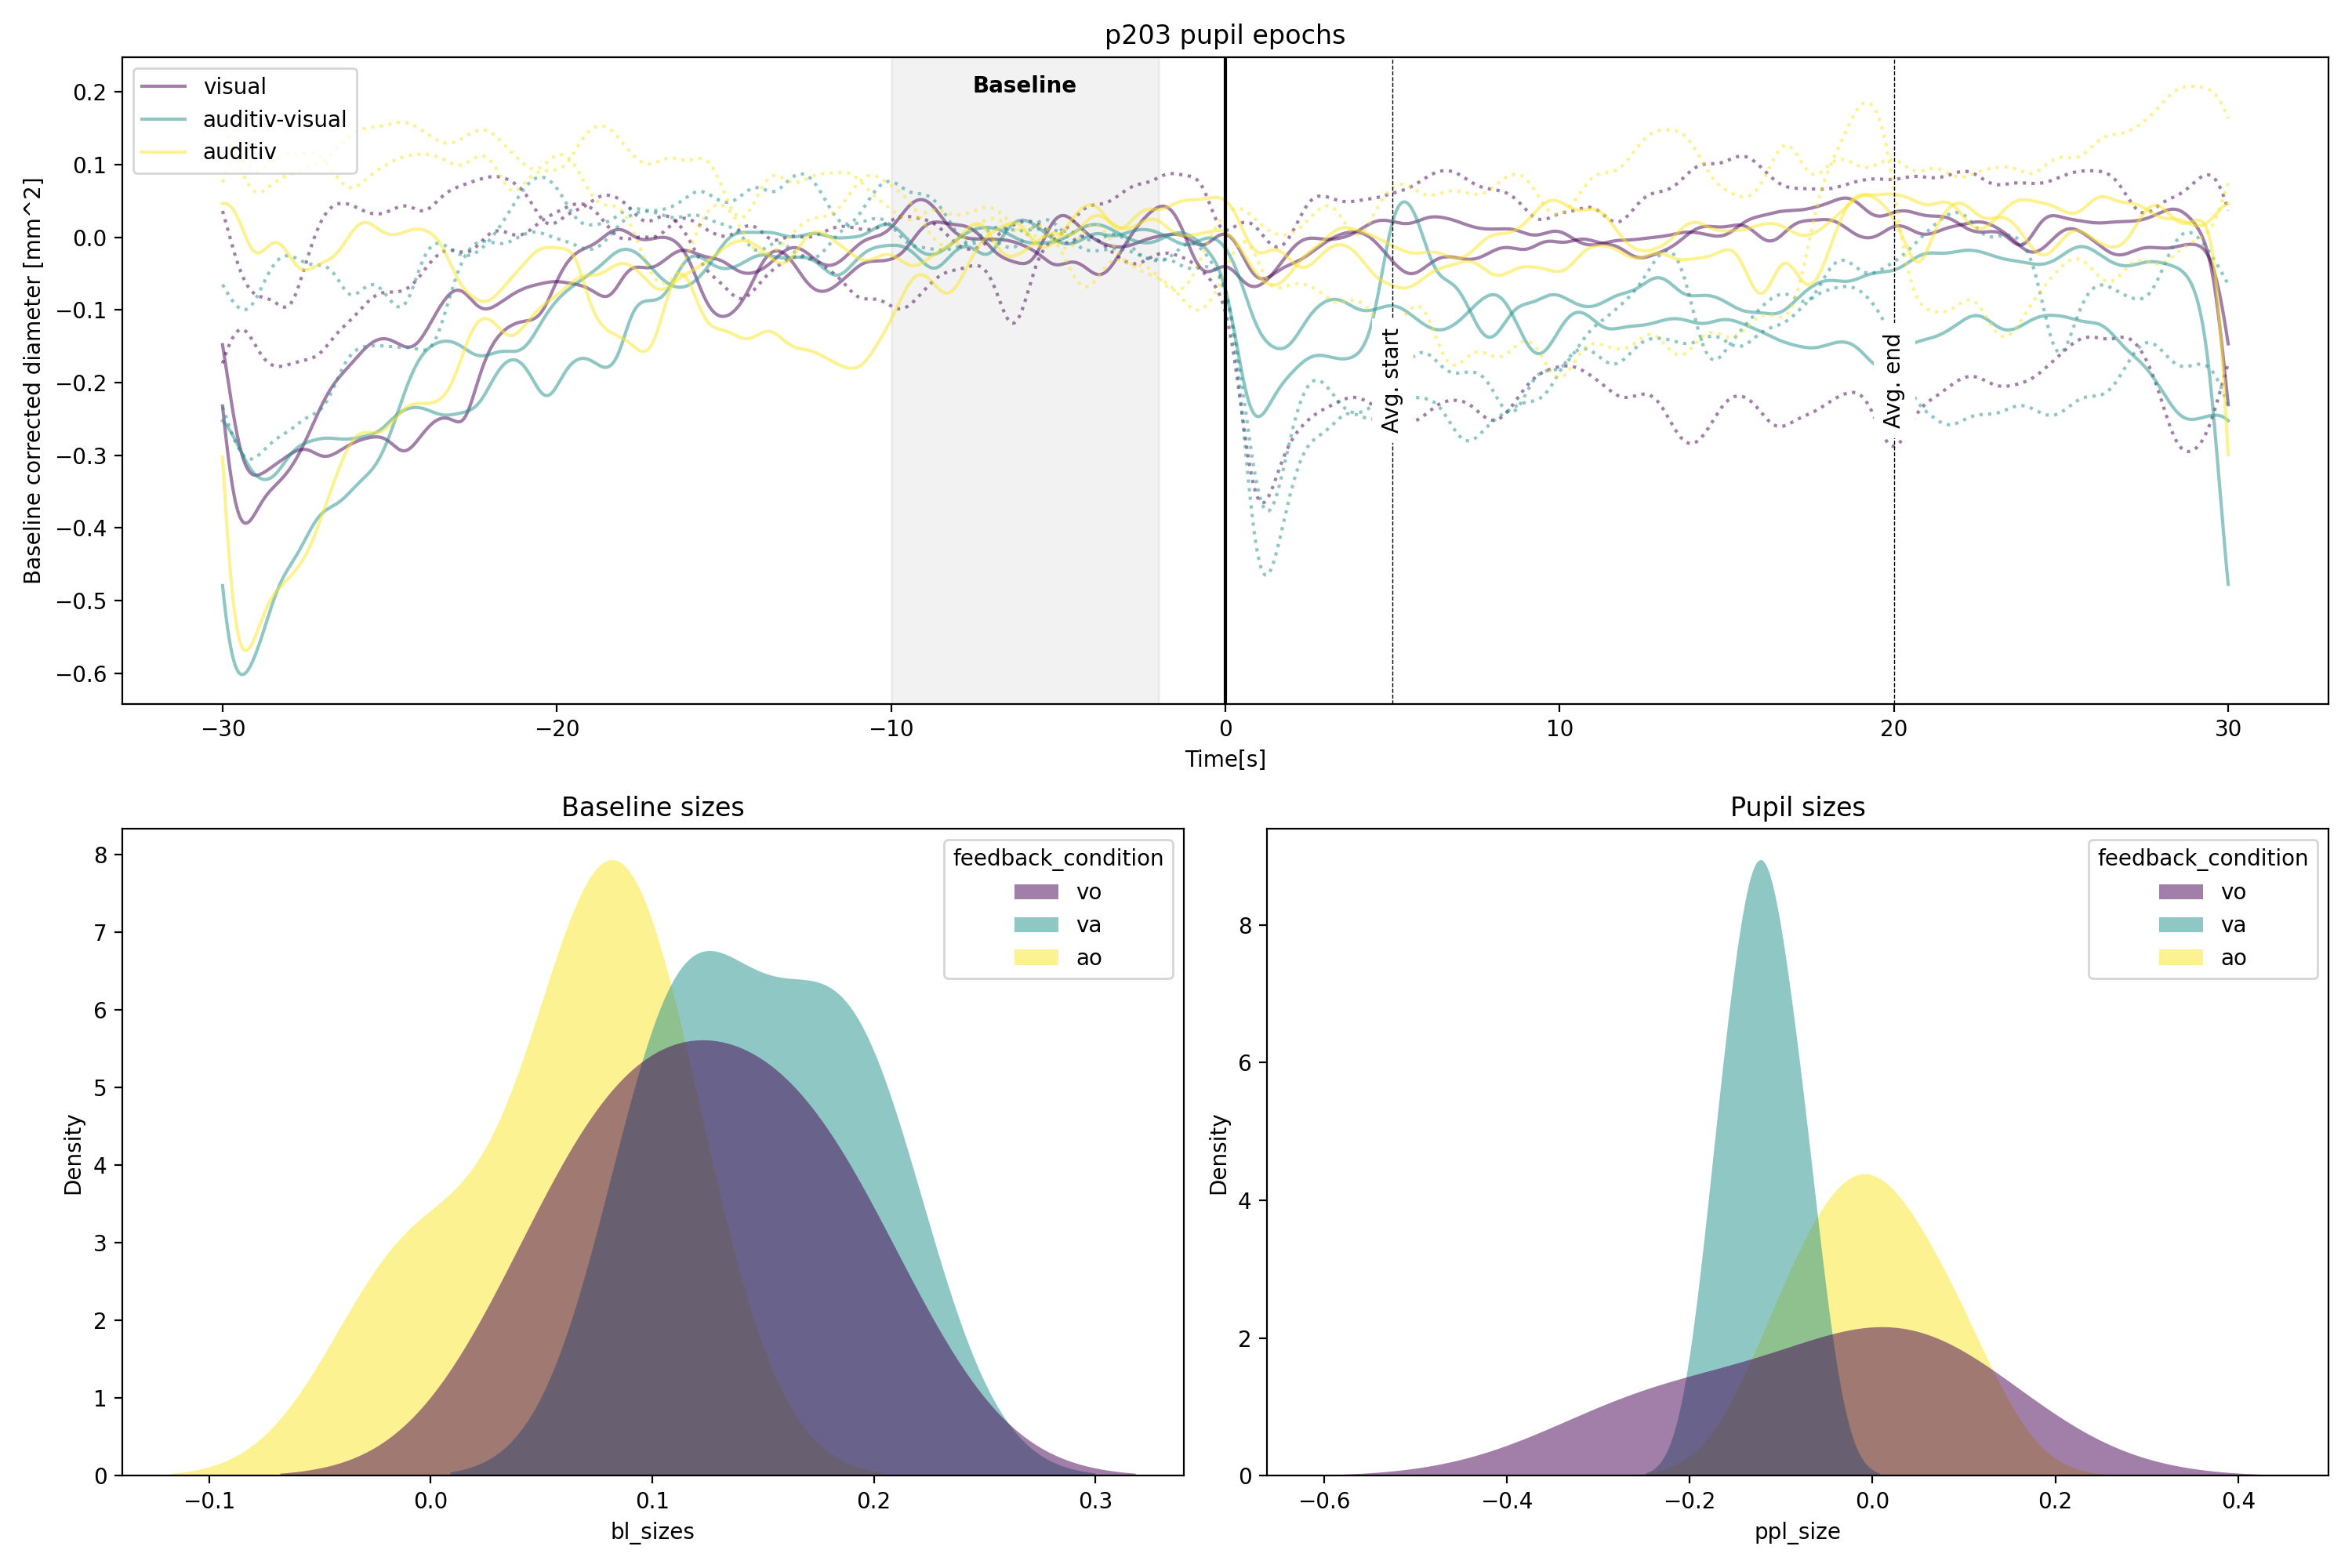 p203 pupil epochs
visual
auditiv-visual
auditiv
Baseline
Avg. start
Avg. end
Baseline corrected diameter [mm^2]
0.2
0.1
0.0
−0.1
−0.2
−0.3
−0.4
−0.5
−0.6
−30
−20
−10
0
10
20
30
Time[s]
Baseline sizes
feedback_condition
vo
va
ao
Density
8
7
6
5
4
3
2
1
0
−0.1
0.0
0.1
0.2
0.3
bl_sizes
Pupil sizes
feedback_condition
vo
va
ao
Density
8
6
4
2
0
−0.6
−0.4
−0.2
0.0
0.2
0.4
ppl_size